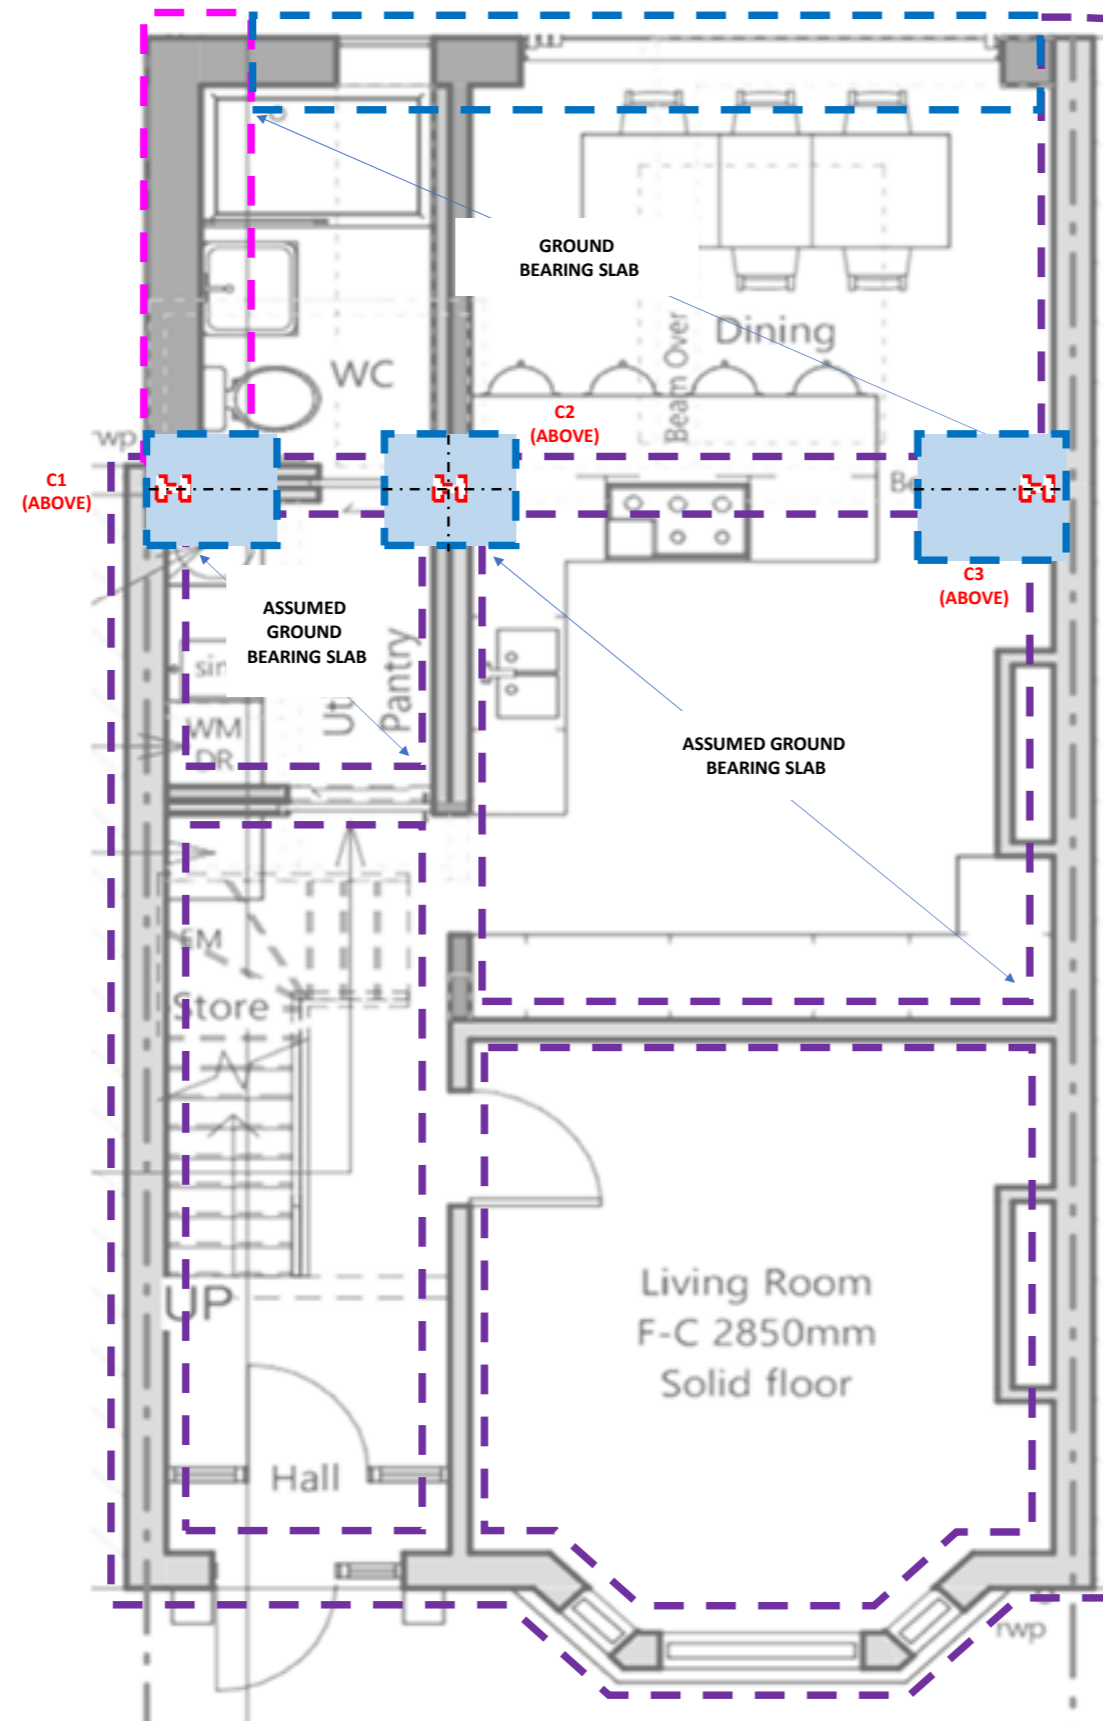 GROUND
BEARING SLAB
Dining
Beam Over
WC
C2
(ABOVE)
rwp
C1
(ABOVE)
Be
C3
(ABOVE)
ASSUMED
GROUND
BEARING SLAB
sin
Ut
Pantry
WM
DR
ASSUMED GROUND
BEARING SLAB
EM
Store
UP
Living Room
F-C 2850mm
Solid floor
Hall
rwp